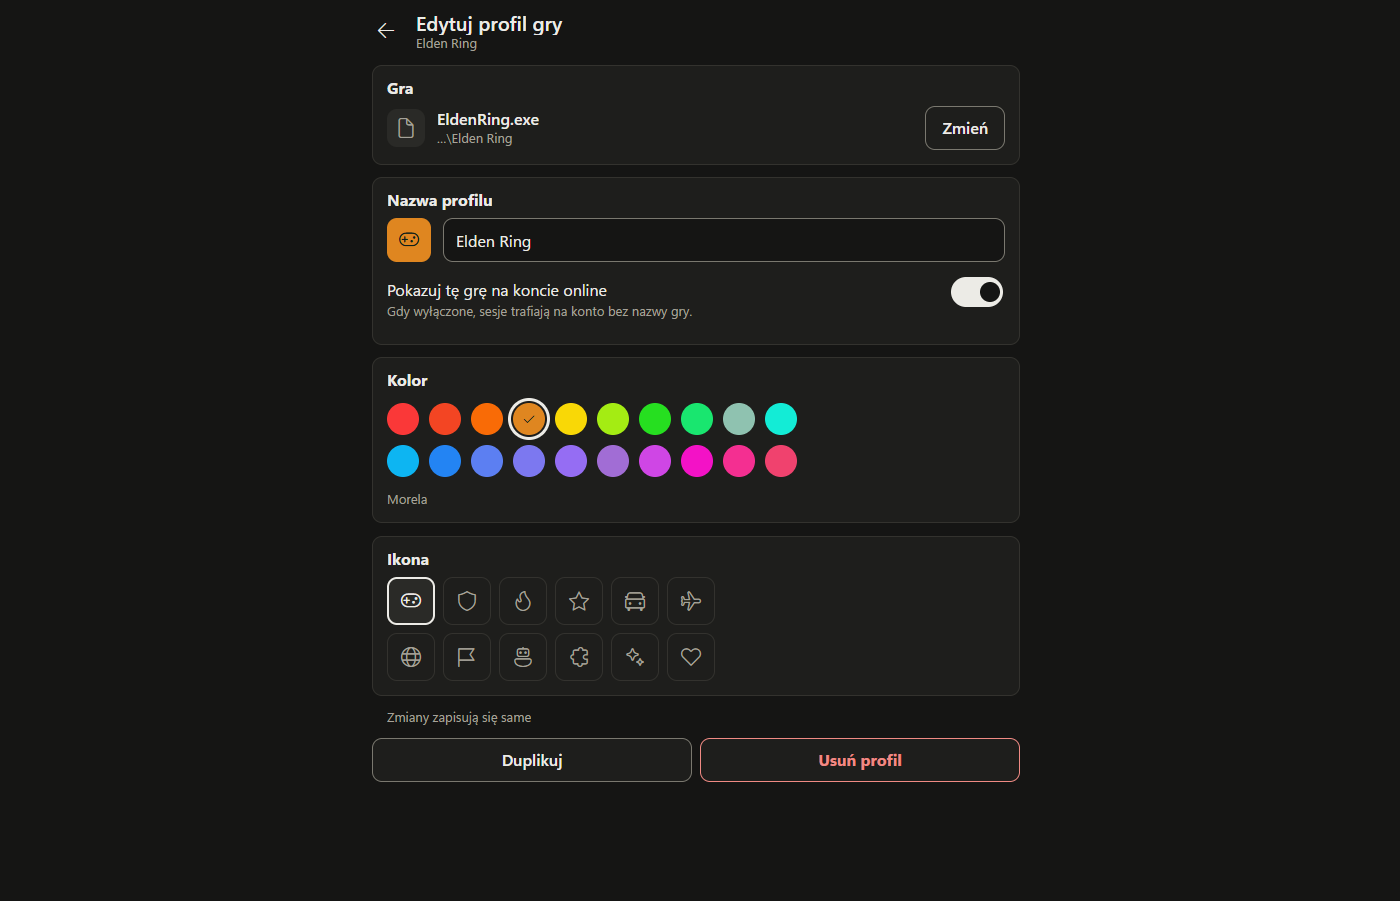 Edytuj profil gry
Elden Ring
Gra
EldenRing.exe
...\Elden Ring
Zmień
Nazwa profilu
Elden Ring
Pokazuj tę grę na koncie online
Gdy wyłączone, sesje trafiają na konto bez nazwy gry.
Kolor
Morela
Ikona
Zmiany zapisują się same
Duplikuj
Usuń profil